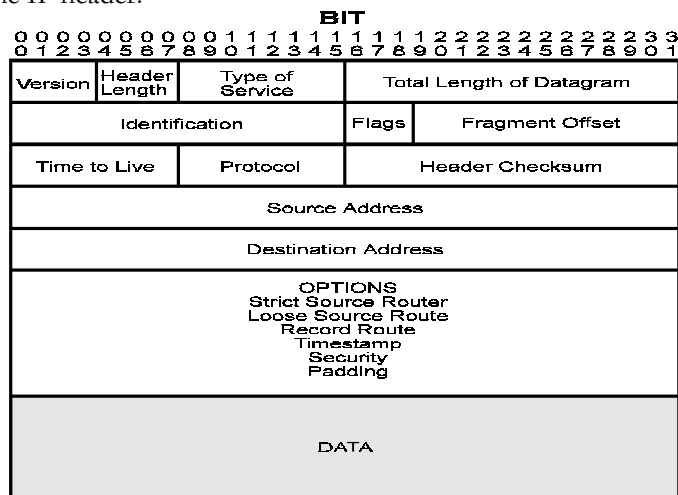 IP header.
BIT
0 0 0 0 0 0 0 0 0 0 1 1 1 1 1 1 1 1 1 1 2 2 2 2 2 2 2 2 2 2 3 3
0 1 2 3 4 5 6 7 8 9 0 1 2 3 4 5 6 7 8 9 0 1 2 3 4 5 6 7 8 9 0 1
Version
Header
Length
Type of
Service
Total Length of Datagram
Identification
Flags
Fragment Offset
Time to Live
Protocol
Header Checksum
Source Address
Destination Address
OPTIONS
Strict Source Router
Loose Source Route
Record Route
Timestamp
Security
Padding
DATA